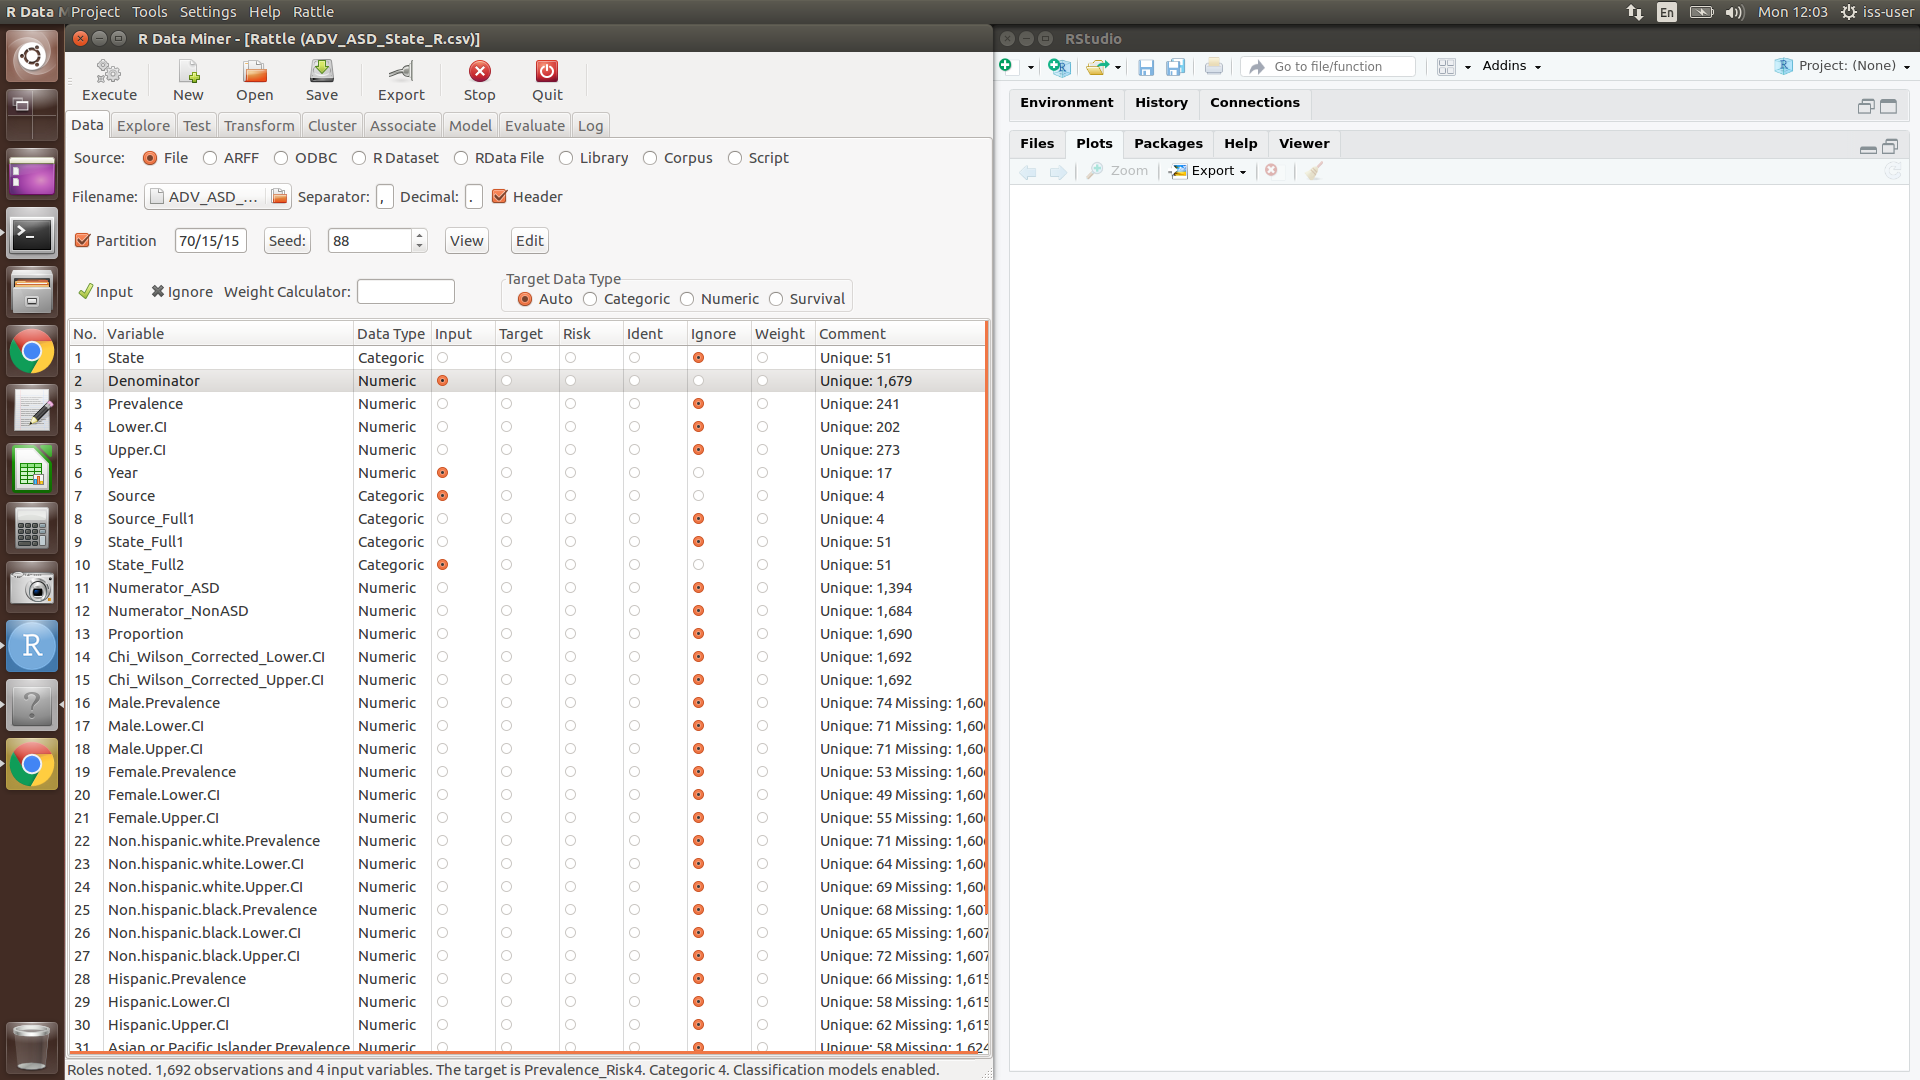 R Data M Project Tools Settings Help Rattle
En Mon 12:03 iss-user
R Data Miner - [Rattle (ADV_ASD_State_R.csv)]
Execute New Open Save Export Stop Quit
Data Explore Test Transform Cluster Associate Model Evaluate Log
Source: File ARFF ODBC R Dataset RData File Library Corpus Script
Filename: ADV_ASD_... Separator: , Decimal: . Header
Partition 70/15/15 Seed: 88 View Edit
Target Data Type
Input Ignore Weight Calculator: Auto Categoric Numeric Survival
No. Variable Data Type Input Target Risk Ident Ignore Weight Comment
1 State Categoric Unique: 51
2 Denominator Numeric Unique: 1,679
3 Prevalence Numeric Unique: 241
4 Lower.CI Numeric Unique: 202
5 Upper.CI Numeric Unique: 273
6 Year Numeric Unique: 17
7 Source Categoric Unique: 4
8 Source_Full1 Categoric Unique: 4
9 State_Full1 Categoric Unique: 51
10 State_Full2 Categoric Unique: 51
11 Numerator_ASD Numeric Unique: 1,394
12 Numerator_NonASD Numeric Unique: 1,684
13 Proportion Numeric Unique: 1,690
14 Chi_Wilson_Corrected_Lower.CI Numeric Unique: 1,692
15 Chi_Wilson_Corrected_Upper.CI Numeric Unique: 1,692
16 Male.Prevalence Numeric Unique: 74 Missing: 1,606
17 Male.Lower.CI Numeric Unique: 71 Missing: 1,606
18 Male.Upper.CI Numeric Unique: 71 Missing: 1,606
19 Female.Prevalence Numeric Unique: 53 Missing: 1,606
20 Female.Lower.CI Numeric Unique: 49 Missing: 1,606
21 Female.Upper.CI Numeric Unique: 55 Missing: 1,606
22 Non.hispanic.white.Prevalence Numeric Unique: 71 Missing: 1,606
23 Non.hispanic.white.Lower.CI Numeric Unique: 64 Missing: 1,606
24 Non.hispanic.white.Upper.CI Numeric Unique: 69 Missing: 1,606
25 Non.hispanic.black.Prevalence Numeric Unique: 68 Missing: 1,607
26 Non.hispanic.black.Lower.CI Numeric Unique: 65 Missing: 1,607
27 Non.hispanic.black.Upper.CI Numeric Unique: 72 Missing: 1,607
28 Hispanic.Prevalence Numeric Unique: 66 Missing: 1,615
29 Hispanic.Lower.CI Numeric Unique: 58 Missing: 1,615
30 Hispanic.Upper.CI Numeric Unique: 62 Missing: 1,615
31 Asian.or.Pacific.Islander.Prevalence Numeric Unique: 58 Missing: 1,624
Roles noted. 1,692 observations and 4 input variables. The target is Prevalence_Risk4. Categoric 4. Classification models enabled.
RStudio
Go to file/function Addins Project: (None)
Environment History Connections
Files Plots Packages Help Viewer
Zoom Export